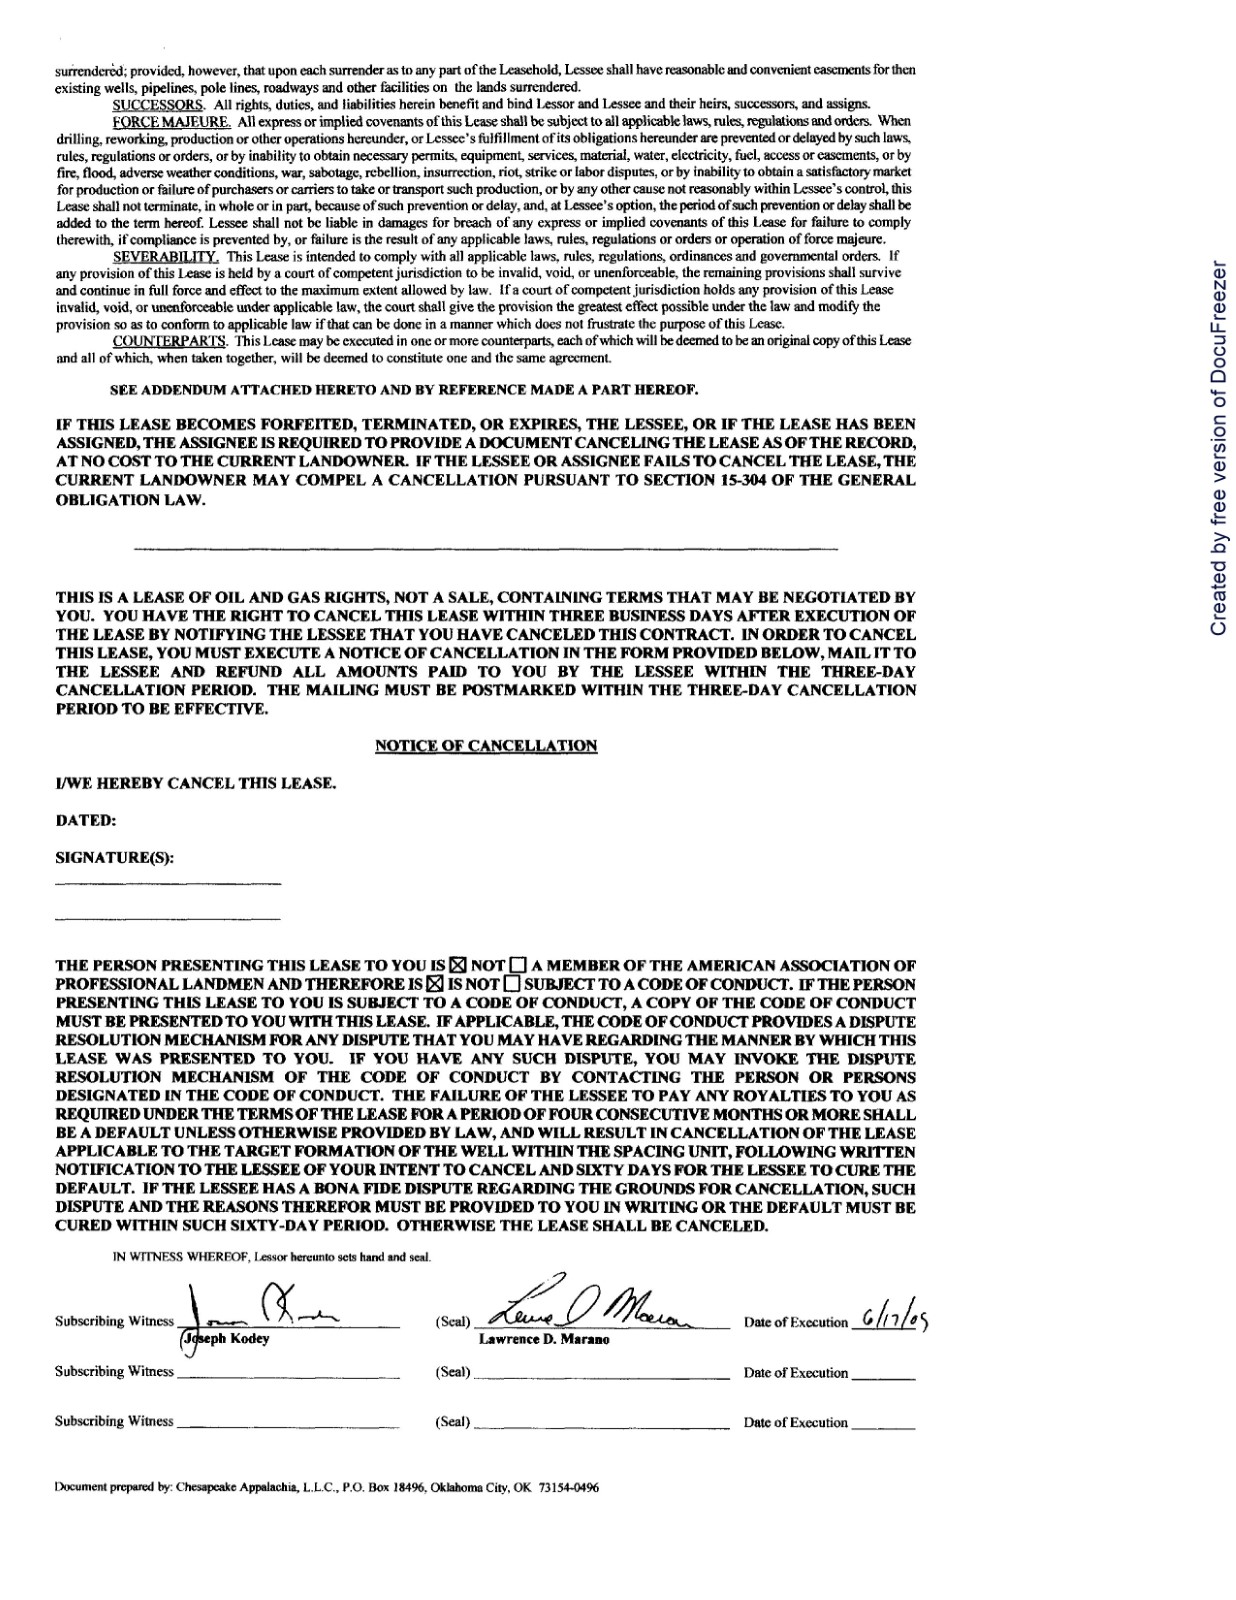 surrendered; provided, however, that upon each surrender as to any part of the Leasehold, Lessee shall have reasonable and convenient easements for then
existing wells, pipelines, pole lines, roadways and other facilities on the lands surrendered.
SUCCESSORS. All rights, duties, and liabilities herein benefit and bind Lessor and Lessee and their heirs, successors, and assigns.
FORCE MAJEURE. All express or implied covenants of this Lease shall be subject to all applicable laws, rules, regulations and orders. When
drilling, reworking, production or other operations hereunder, or Lessee's fulfillment of its obligations hereunder are prevented or delayed by such laws,
rules, regulations or orders, or by inability to obtain necessary permits, equipment, services, material, water, electricity, fuel, access or easements, or by
fire, flood, adverse weather conditions, war, sabotage, rebellion, insurrection, riot, strike or labor disputes, or by inability to obtain a satisfactory market
for production or failure of purchasers or carriers to take or transport such production, or by any other cause not reasonably within Lessee's control, this
Lease shall not terminate, in whole or in part, because of such prevention or delay, and, at Lessee's option, the period of such prevention or delay shall be
added to the term hereof. Lessee shall not be liable in damages for breach of any express or implied covenants of this Lease for failure to comply
therewith, if compliance is prevented by, or failure is the result of any applicable laws, rules, regulations or orders or operation of force majeure.
SEVERABILITY. This Lease is intended to comply with all applicable laws, rules, regulations, ordinances and governmental orders. If
any provision of this Lease is held by a court of competent jurisdiction to be invalid, void, or unenforceable, the remaining provisions shall survive
and continue in full force and effect to the maximum extent allowed by law. If a court of competent jurisdiction holds any provision of this Lease
invalid, void, or unenforceable under applicable law, the court shall give the provision the greatest effect possible under the law and modify the
provision so as to conform to applicable law if that can be done in a manner which does not frustrate the purpose of this Lease.
COUNTERPARTS. This Lease may be executed in one or more counterparts, each of which will be deemed to be an original copy of this Lease
and all of which, when taken together, will be deemed to constitute one and the same agreement.
SEE ADDENDUM ATTACHED HERETO AND BY REFERENCE MADE A PART HEREOF.
IF THIS LEASE BECOMES FORFEITED, TERMINATED, OR EXPIRES, THE LESSEE, OR IF THE LEASE HAS BEEN
ASSIGNED, THE ASSIGNEE IS REQUIRED TO PROVIDE A DOCUMENT CANCELING THE LEASE AS OF THE RECORD,
AT NO COST TO THE CURRENT LANDOWNER. IF THE LESSEE OR ASSIGNEE FAILS TO CANCEL THE LEASE, THE
CURRENT LANDOWNER MAY COMPEL A CANCELLATION PURSUANT TO SECTION 15-304 OF THE GENERAL
OBLIGATION LAW.
THIS IS A LEASE OF OIL AND GAS RIGHTS, NOT A SALE, CONTAINING TERMS THAT MAY BE NEGOTIATED BY
YOU. YOU HAVE THE RIGHT TO CANCEL THIS LEASE WITHIN THREE BUSINESS DAYS AFTER EXECUTION OF
THE LEASE BY NOTIFYING THE LESSEE THAT YOU HAVE CANCELED THIS CONTRACT. IN ORDER TO CANCEL
THIS LEASE, YOU MUST EXECUTE A NOTICE OF CANCELLATION IN THE FORM PROVIDED BELOW, MAIL IT TO
THE LESSEE AND REFUND ALL AMOUNTS PAID TO YOU BY THE LESSEE WITHIN THE THREE-DAY
CANCELLATION PERIOD. THE MAILING MUST BE POSTMARKED WITHIN THE THREE-DAY CANCELLATION
PERIOD TO BE EFFECTIVE.
NOTICE OF CANCELLATION
I/WE HEREBY CANCEL THIS LEASE.
DATED:
SIGNATURE(S):
THE PERSON PRESENTING THIS LEASE TO YOU IS ☒ NOT ☐ A MEMBER OF THE AMERICAN ASSOCIATION OF
PROFESSIONAL LANDMEN AND THEREFORE IS ☒ IS NOT ☐ SUBJECT TO A CODE OF CONDUCT. IF THE PERSON
PRESENTING THIS LEASE TO YOU IS SUBJECT TO A CODE OF CONDUCT, A COPY OF THE CODE OF CONDUCT
MUST BE PRESENTED TO YOU WITH THIS LEASE. IF APPLICABLE, THE CODE OF CONDUCT PROVIDES A DISPUTE
RESOLUTION MECHANISM FOR ANY DISPUTE THAT YOU MAY HAVE REGARDING THE MANNER BY WHICH THIS
LEASE WAS PRESENTED TO YOU. IF YOU HAVE ANY SUCH DISPUTE, YOU MAY INVOKE THE DISPUTE
RESOLUTION MECHANISM OF THE CODE OF CONDUCT BY CONTACTING THE PERSON OR PERSONS
DESIGNATED IN THE CODE OF CONDUCT. THE FAILURE OF THE LESSEE TO PAY ANY ROYALTIES TO YOU AS
REQUIRED UNDER THE TERMS OF THE LEASE FOR A PERIOD OF FOUR CONSECUTIVE MONTHS OR MORE SHALL
BE A DEFAULT UNLESS OTHERWISE PROVIDED BY LAW, AND WILL RESULT IN CANCELLATION OF THE LEASE
APPLICABLE TO THE TARGET FORMATION OF THE WELL WITHIN THE SPACING UNIT, FOLLOWING WRITTEN
NOTIFICATION TO THE LESSEE OF YOUR INTENT TO CANCEL AND SIXTY DAYS FOR THE LESSEE TO CURE THE
DEFAULT. IF THE LESSEE HAS A BONA FIDE DISPUTE REGARDING THE GROUNDS FOR CANCELLATION, SUCH
DISPUTE AND THE REASONS THEREFOR MUST BE PROVIDED TO YOU IN WRITING OR THE DEFAULT MUST BE
CURED WITHIN SUCH SIXTY-DAY PERIOD. OTHERWISE THE LEASE SHALL BE CANCELED.
IN WITNESS WHEREOF, Lessor hereunto sets hand and seal.
Subscribing Witness (Seal) Date of Execution 6/17/09
Joseph Kodey Lawrence D. Marano
Subscribing Witness (Seal) Date of Execution
Subscribing Witness (Seal) Date of Execution
Document prepared by: Chesapeake Appalachia, L.L.C., P.O. Box 18496, Oklahoma City, OK 73154-0496
Created by free version of DocuFreezer